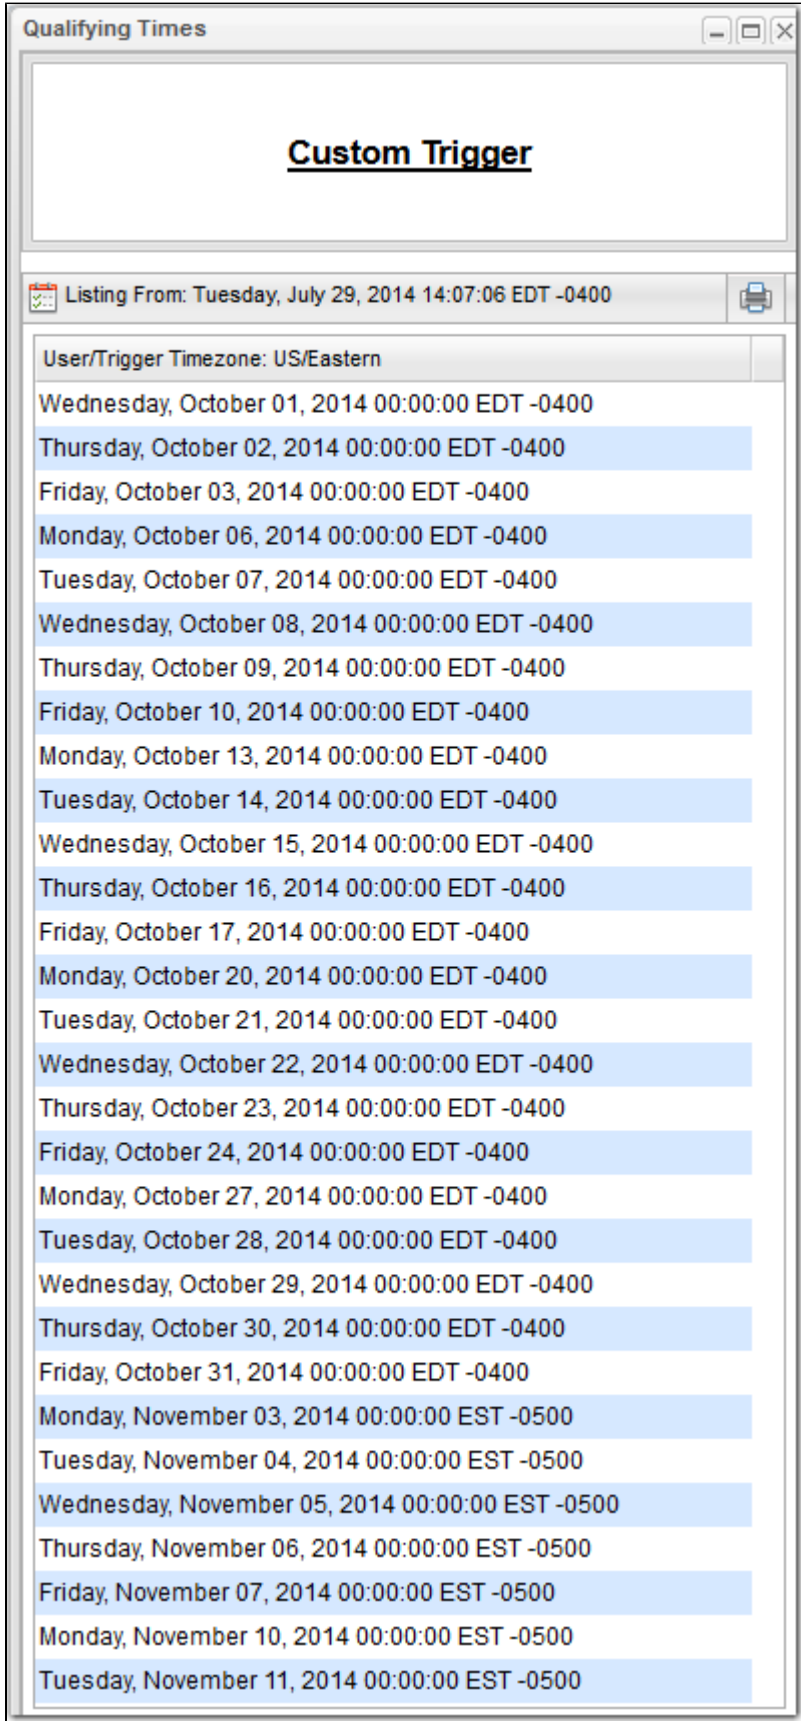 Qualifying Times
Custom Trigger
Listing From: Tuesday, July 29, 2014 14:07:06 EDT -0400
User/Trigger Timezone: US/Eastern
Wednesday, October 01, 2014 00:00:00 EDT -0400
Thursday, October 02, 2014 00:00:00 EDT -0400
Friday, October 03, 2014 00:00:00 EDT -0400
Monday, October 06, 2014 00:00:00 EDT -0400
Tuesday, October 07, 2014 00:00:00 EDT -0400
Wednesday, October 08, 2014 00:00:00 EDT -0400
Thursday, October 09, 2014 00:00:00 EDT -0400
Friday, October 10, 2014 00:00:00 EDT -0400
Monday, October 13, 2014 00:00:00 EDT -0400
Tuesday, October 14, 2014 00:00:00 EDT -0400
Wednesday, October 15, 2014 00:00:00 EDT -0400
Thursday, October 16, 2014 00:00:00 EDT -0400
Friday, October 17, 2014 00:00:00 EDT -0400
Monday, October 20, 2014 00:00:00 EDT -0400
Tuesday, October 21, 2014 00:00:00 EDT -0400
Wednesday, October 22, 2014 00:00:00 EDT -0400
Thursday, October 23, 2014 00:00:00 EDT -0400
Friday, October 24, 2014 00:00:00 EDT -0400
Monday, October 27, 2014 00:00:00 EDT -0400
Tuesday, October 28, 2014 00:00:00 EDT -0400
Wednesday, October 29, 2014 00:00:00 EDT -0400
Thursday, October 30, 2014 00:00:00 EDT -0400
Friday, October 31, 2014 00:00:00 EDT -0400
Monday, November 03, 2014 00:00:00 EST -0500
Tuesday, November 04, 2014 00:00:00 EST -0500
Wednesday, November 05, 2014 00:00:00 EST -0500
Thursday, November 06, 2014 00:00:00 EST -0500
Friday, November 07, 2014 00:00:00 EST -0500
Monday, November 10, 2014 00:00:00 EST -0500
Tuesday, November 11, 2014 00:00:00 EST -0500